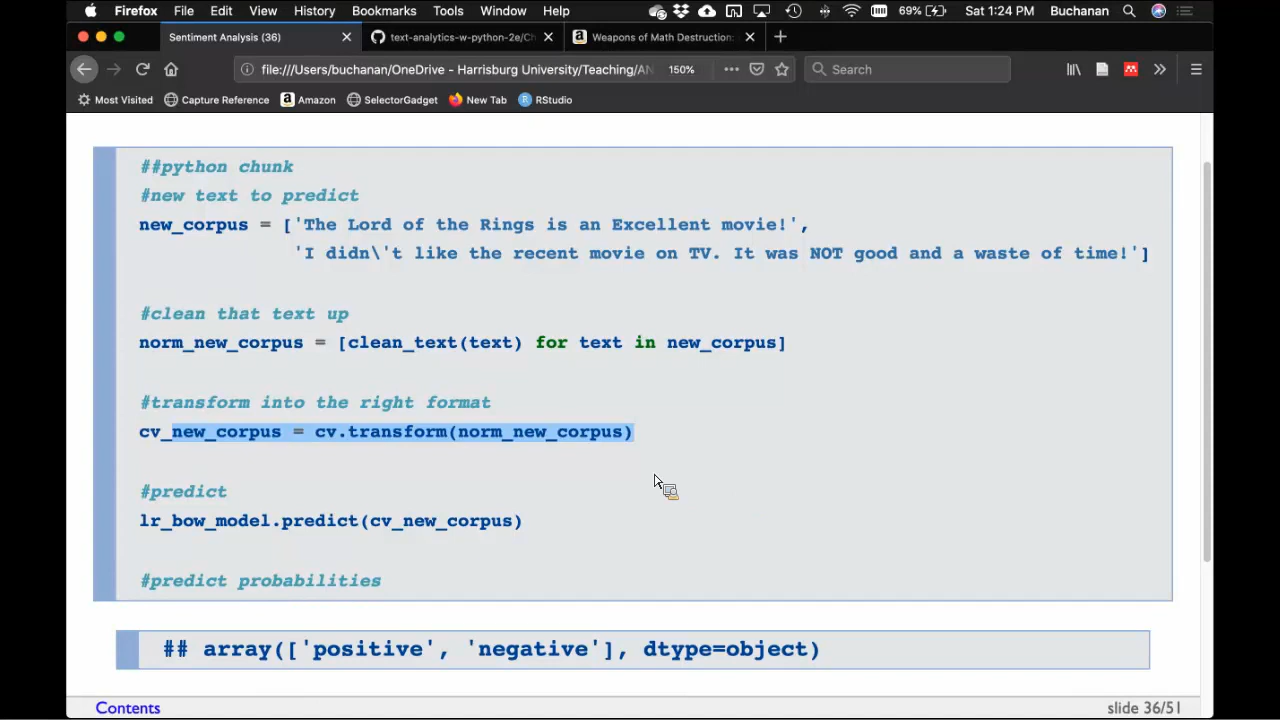 Firefox File Edit View History Bookmarks Tools Window Help 69% Sat 1:24 PM Buchanan
Sentiment Analysis (36) text-analytics-w-python-2e/Ch Weapons of Math Destruction:
file:///Users/buchanan/OneDrive - Harrisburg University/Teaching/AN 150% Search
Most Visited Capture Reference Amazon SelectorGadget New Tab RStudio
##python chunk
#new text to predict
new_corpus = ['The Lord of the Rings is an Excellent movie!',
'I didn\'t like the recent movie on TV. It was NOT good and a waste of time!']
#clean that text up
norm_new_corpus = [clean_text(text) for text in new_corpus]
#transform into the right format
cv_new_corpus = cv.transform(norm_new_corpus)
#predict
lr_bow_model.predict(cv_new_corpus)
#predict probabilities
## array(['positive', 'negative'], dtype=object)
Contents slide 36/51